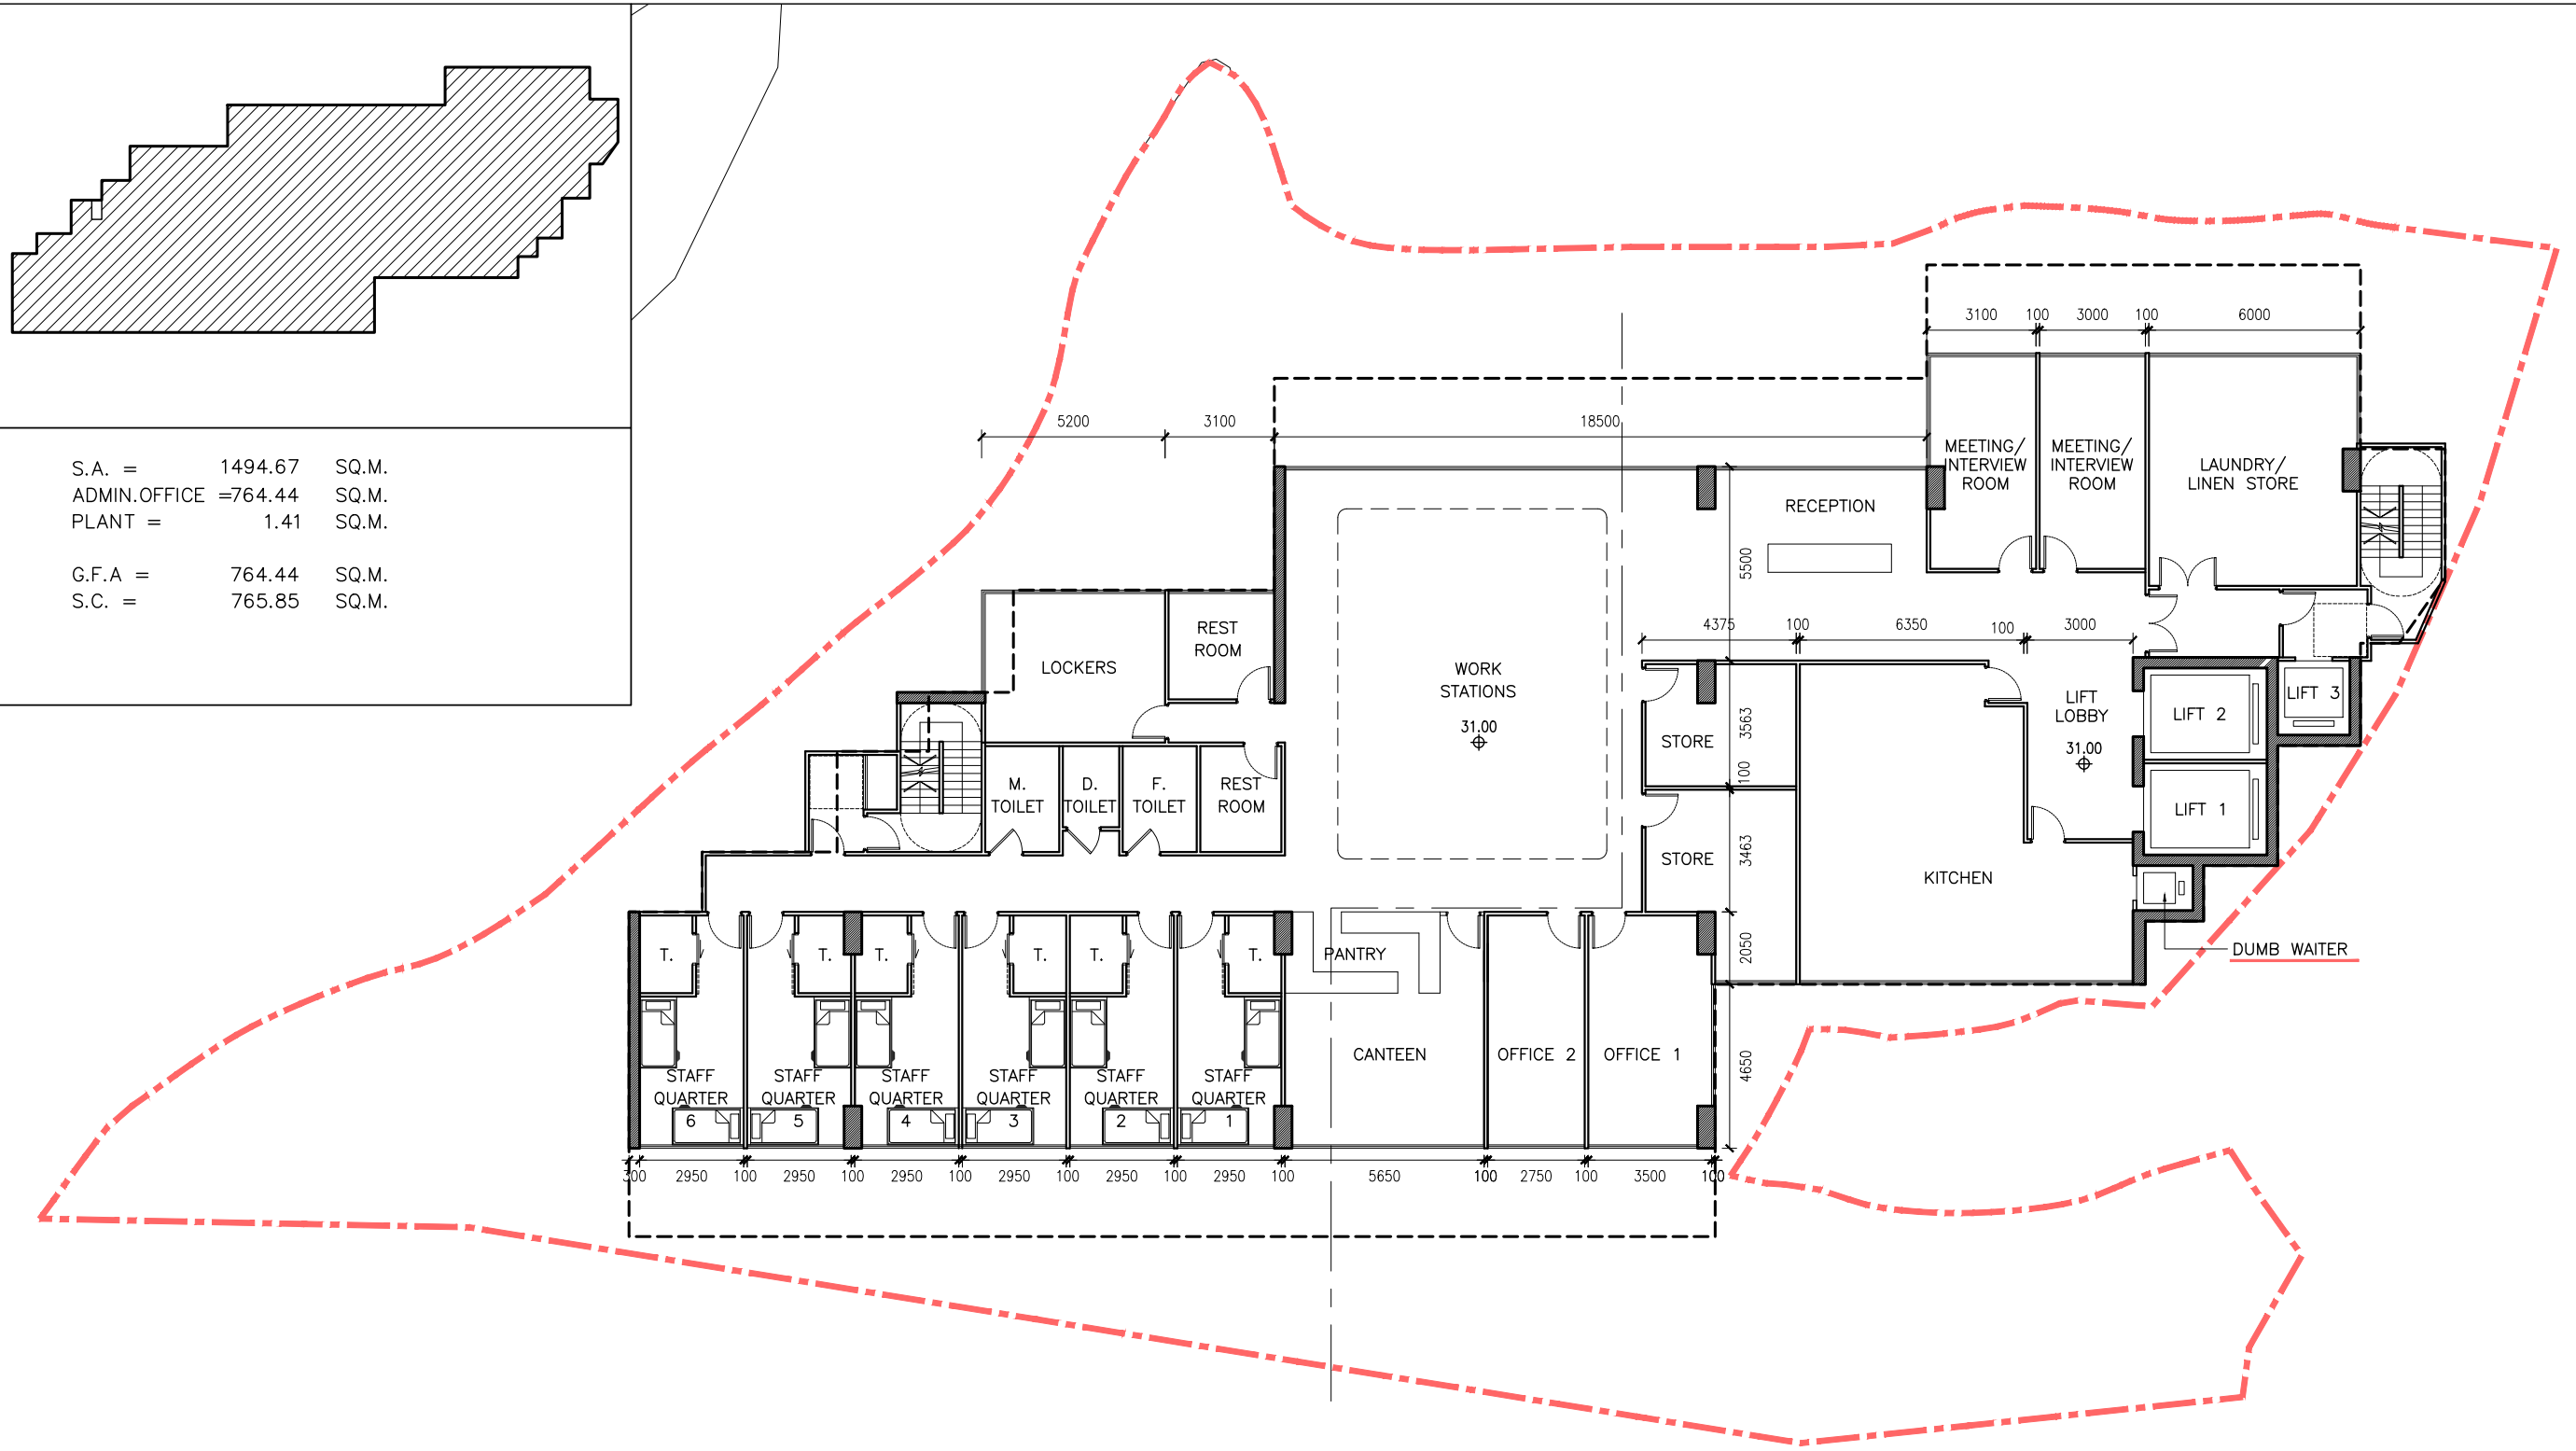 S.A. = 1494.67 SQ.M.
ADMIN.OFFICE =764.44 SQ.M.
PLANT = 1.41 SQ.M.
G.F.A = 764.44 SQ.M.
S.C. = 765.85 SQ.M.
3100 100 3000 100 6000
5200 3100 18500
MEETING/
INTERVIEW
ROOM
MEETING/
INTERVIEW
ROOM
LAUNDRY/
LINEN STORE
RECEPTION
5500
4375 100 6350 100 3000
REST
ROOM
LOCKERS
WORK
STATIONS
31.00
STORE
3563
100
LIFT
LOBBY
31.00
LIFT 2
LIFT 3
LIFT 1
M.
TOILET
D.
TOILET
F.
TOILET
REST
ROOM
STORE
3463
KITCHEN
DUMB WAITER
2050
T. T. T. T. T. T.
PANTRY
CANTEEN
OFFICE 2
OFFICE 1
4650
STAFF
QUARTER
6
STAFF
QUARTER
5
STAFF
QUARTER
4
STAFF
QUARTER
3
STAFF
QUARTER
2
STAFF
QUARTER
1
300 2950 100 2950 100 2950 100 2950 100 2950 100 2950 100 5650 100 2750 100 3500 100